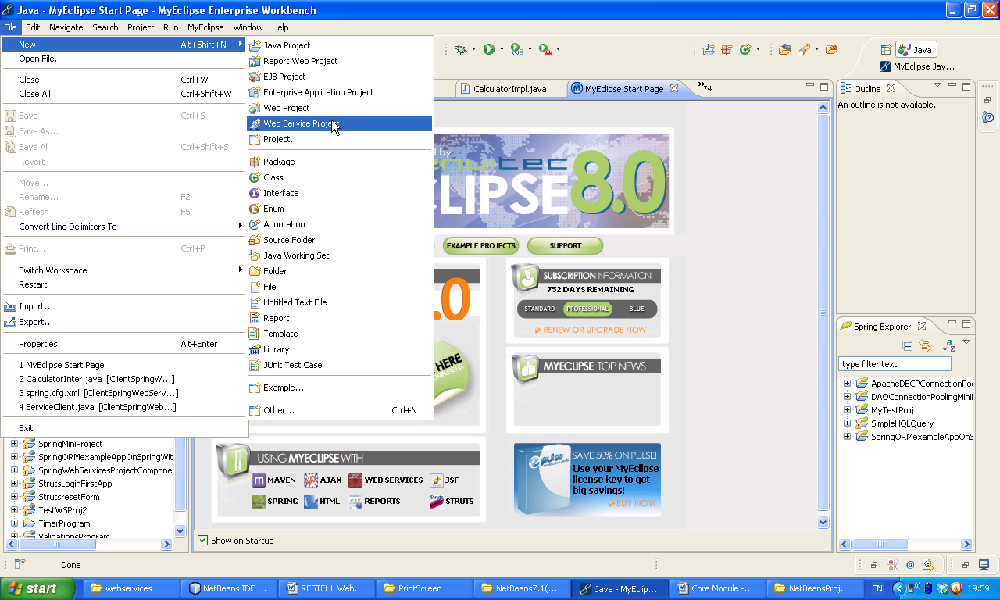 Java - MyEclipse Start Page - MyEclipse Enterprise Workbench
File Edit Navigate Search Project Run MyEclipse Window Help
New Alt+Shift+N
Open File...
Close Ctrl+W
Close All Ctrl+Shift+W
Save Ctrl+S
Save As...
Save All Ctrl+Shift+S
Revert
Move...
Rename... F2
Refresh F5
Convert Line Delimiters To
Print... Ctrl+P
Switch Workspace
Restart
Import...
Export...
Properties Alt+Enter
1 MyEclipse Start Page
2 CalculatorInter.java [ClientSpringW...]
3 spring.cfg.xml [ClientSpringWebServ...]
4 ServiceClient.java [ClientSpringWeb...]
Exit
Java Project
Report Web Project
EJB Project
Enterprise Application Project
Web Project
Web Service Project
Project...
Package
Class
Interface
Enum
Annotation
Source Folder
Java Working Set
Folder
File
Untitled Text File
Report
Template
Library
JUnit Test Case
Example...
Other... Ctrl+N
Java
MyEclipse Jav...
CalculatorImpl.java
MyEclipse Start Page
74
Outline
An outline is not available.
d by
nuitec
CLIPSE 8.0
EXAMPLE PROJECTS
SUPPORT
.0
HERE
SUBSCRIPTION INFORMATION
752 DAYS REMAINING
STANDARD PROFESSIONAL BLUE
RENEW OR UPGRADE NOW
MYECLIPSE TOP NEWS
USING MYECLIPSE WITH
MAVEN AJAX WEB SERVICES JSF
SPRING HTML REPORTS STRUTS
Struts
pulse
SAVE 50% ON PULSE!
Use your MyEclipse
license key to get
big savings!
BUY NOW
Show on Startup
Spring Explorer
type filter text
ApacheDBCPConnectionPoo
DAOConnectionPoolingMiniP
MyTestProj
SimpleHQLQuery
SpringORMexampleAppOnS
SpringMiniProject
SpringORMexampleAppOnSpringWit
SpringWebServicesProjectComponen
StrutsLoginFirstApp
StrutsresetForm
TestWSProj2
TimerProgram
ValidationsProgram
Done
start
webservices
NetBeans IDE ...
RESTFUL Web...
PrintScreen
NetBeans7.1(...
Java - MyEclip...
Core Module -...
NetBeansProj...
EN
19:59